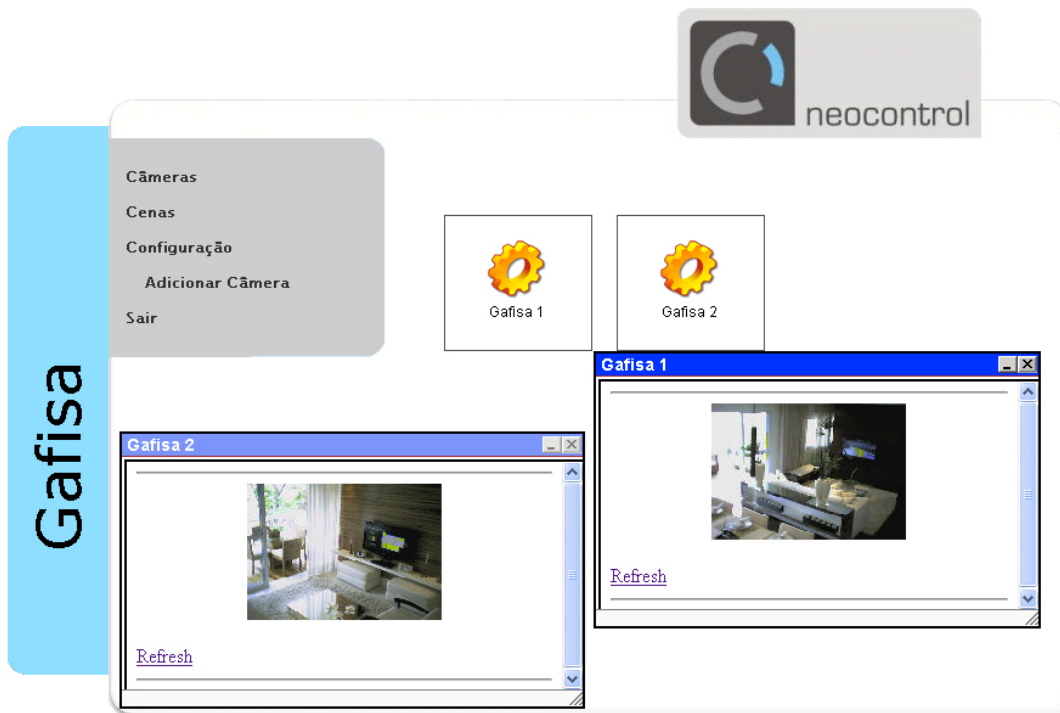 neocontrol
Gafisa
Câmeras
Cenas
Configuração
Adicionar Câmera
Sair
Gafisa 1
Gafisa 2
Gafisa 1
Refresh
Gafisa 2
Refresh